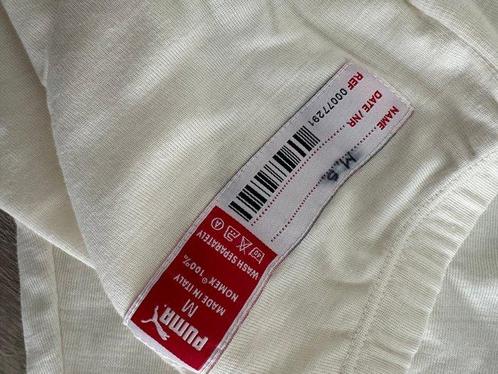 NAME M.S.
DATE / NR
REF 00077291
WASH SEPARATELY
NOMEX® 100%
MADE IN ITALY
M
PUMA